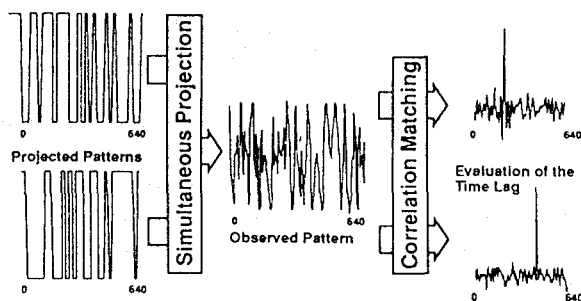 0
640
Projected Patterns
0
640
Simultaneous Projection
0
640
Observed Pattern
Correlation Matching
0
640
Evaluation of the
Time Lag
0
640